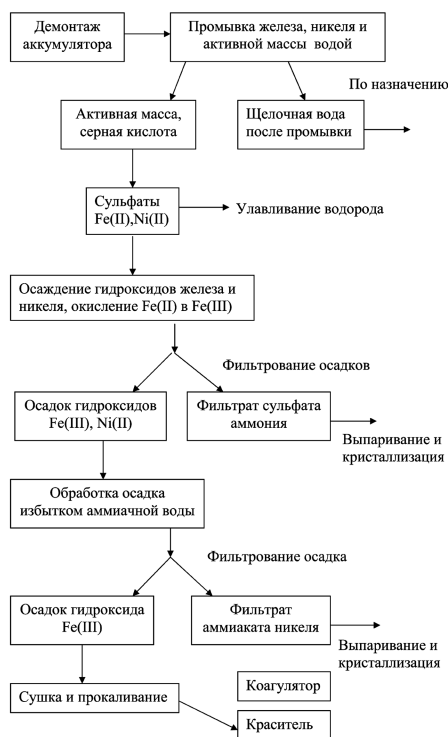 Демонтаж
аккумулятора
Промывка железа, никеля и
активной массы водой
По назначению
Активная масса,
серная кислота
Щелочная вода
после промывки
Сульфаты
Fe(II),Ni(II)
Улавливание водорода
Осаждение гидроксидов железа и
никеля, окисление Fe(II) в Fe(III)
Фильтрование осадков
Осадок гидроксидов
Fe(III), Ni(II)
Фильтрат сульфата
аммония
Выпаривание и
кристаллизация
Обработка осадка
избытком аммиачной воды
Фильтрование осадка
Осадок гидроксида
Fe(III)
Фильтрат
аммиаката никеля
Выпаривание и
кристаллизация
Сушка и прокаливание
Коагулятор
Краситель